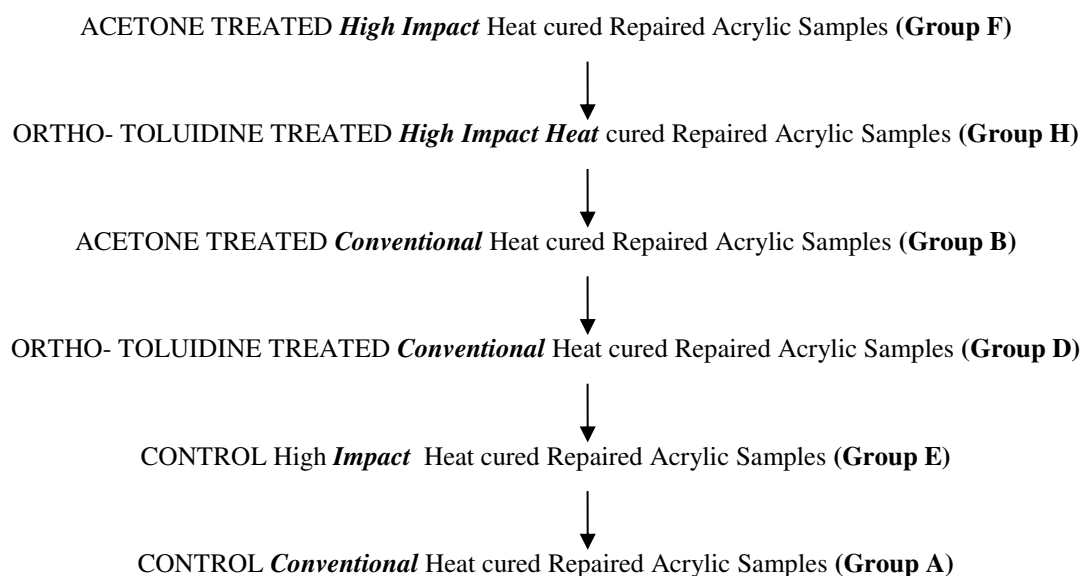 ACETONE TREATED High Impact Heat cured Repaired Acrylic Samples (Group F)
ORTHO- TOLUIDINE TREATED High Impact Heat cured Repaired Acrylic Samples (Group H)
ACETONE TREATED Conventional Heat cured Repaired Acrylic Samples (Group B)
ORTHO- TOLUIDINE TREATED Conventional Heat cured Repaired Acrylic Samples (Group D)
CONTROL High Impact Heat cured Repaired Acrylic Samples (Group E)
CONTROL Conventional Heat cured Repaired Acrylic Samples (Group A)